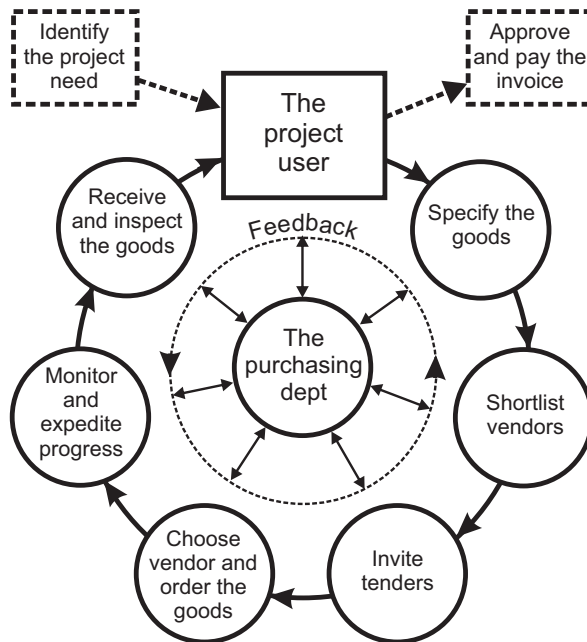 Identify
the project
need
Approve
and pay the
invoice
The
project
user
Receive
and inspect
the goods
Specify the
goods
Feedback
The
purchasing
dept
Monitor
and
expedite
progress
Shortlist
vendors
Choose
vendor and
order the
goods
Invite
tenders